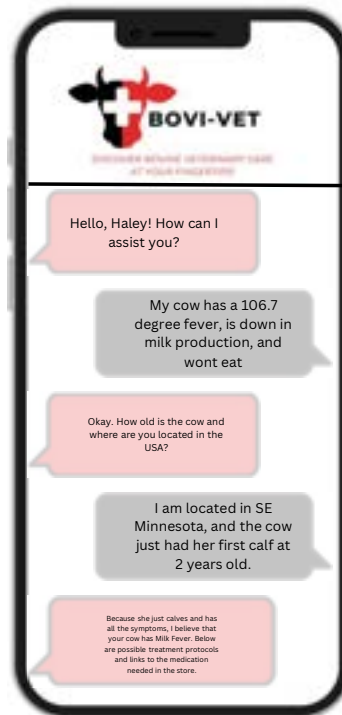 BOVI-VET
DISCOVER BOVINE VETERINARY CARE
AT YOUR FINGERTIPS
Hello, Haley! How can I
assist you?
My cow has a 106.7
degree fever, is down in
milk production, and
wont eat
Okay. How old is the cow and
where are you located in the
USA?
I am located in SE
Minnesota, and the cow
just had her first calf at
2 years old.
Because she just calves and has
all the symptoms, I believe that
your cow has Milk Fever. Below
are possible treatment protocols
and links to the medication
needed in the store.